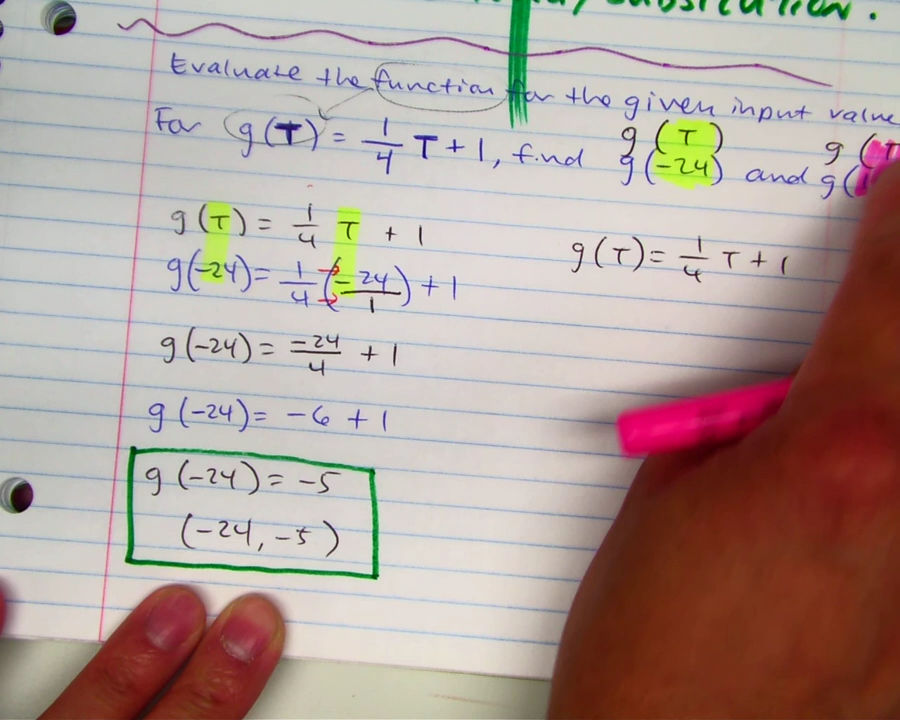 substitution.
Evaluate the function for the given input value
For g(T) = 1/4 T + 1, find g(T) g(T
g(-24) and g(
g(T) = 1/4 T + 1
g(-24) = 1/4 (-24/1) + 1
g(-24) = -24/4 + 1
g(-24) = -6 + 1
g(-24) = -5
(-24, -5)
g(T) = 1/4 T + 1